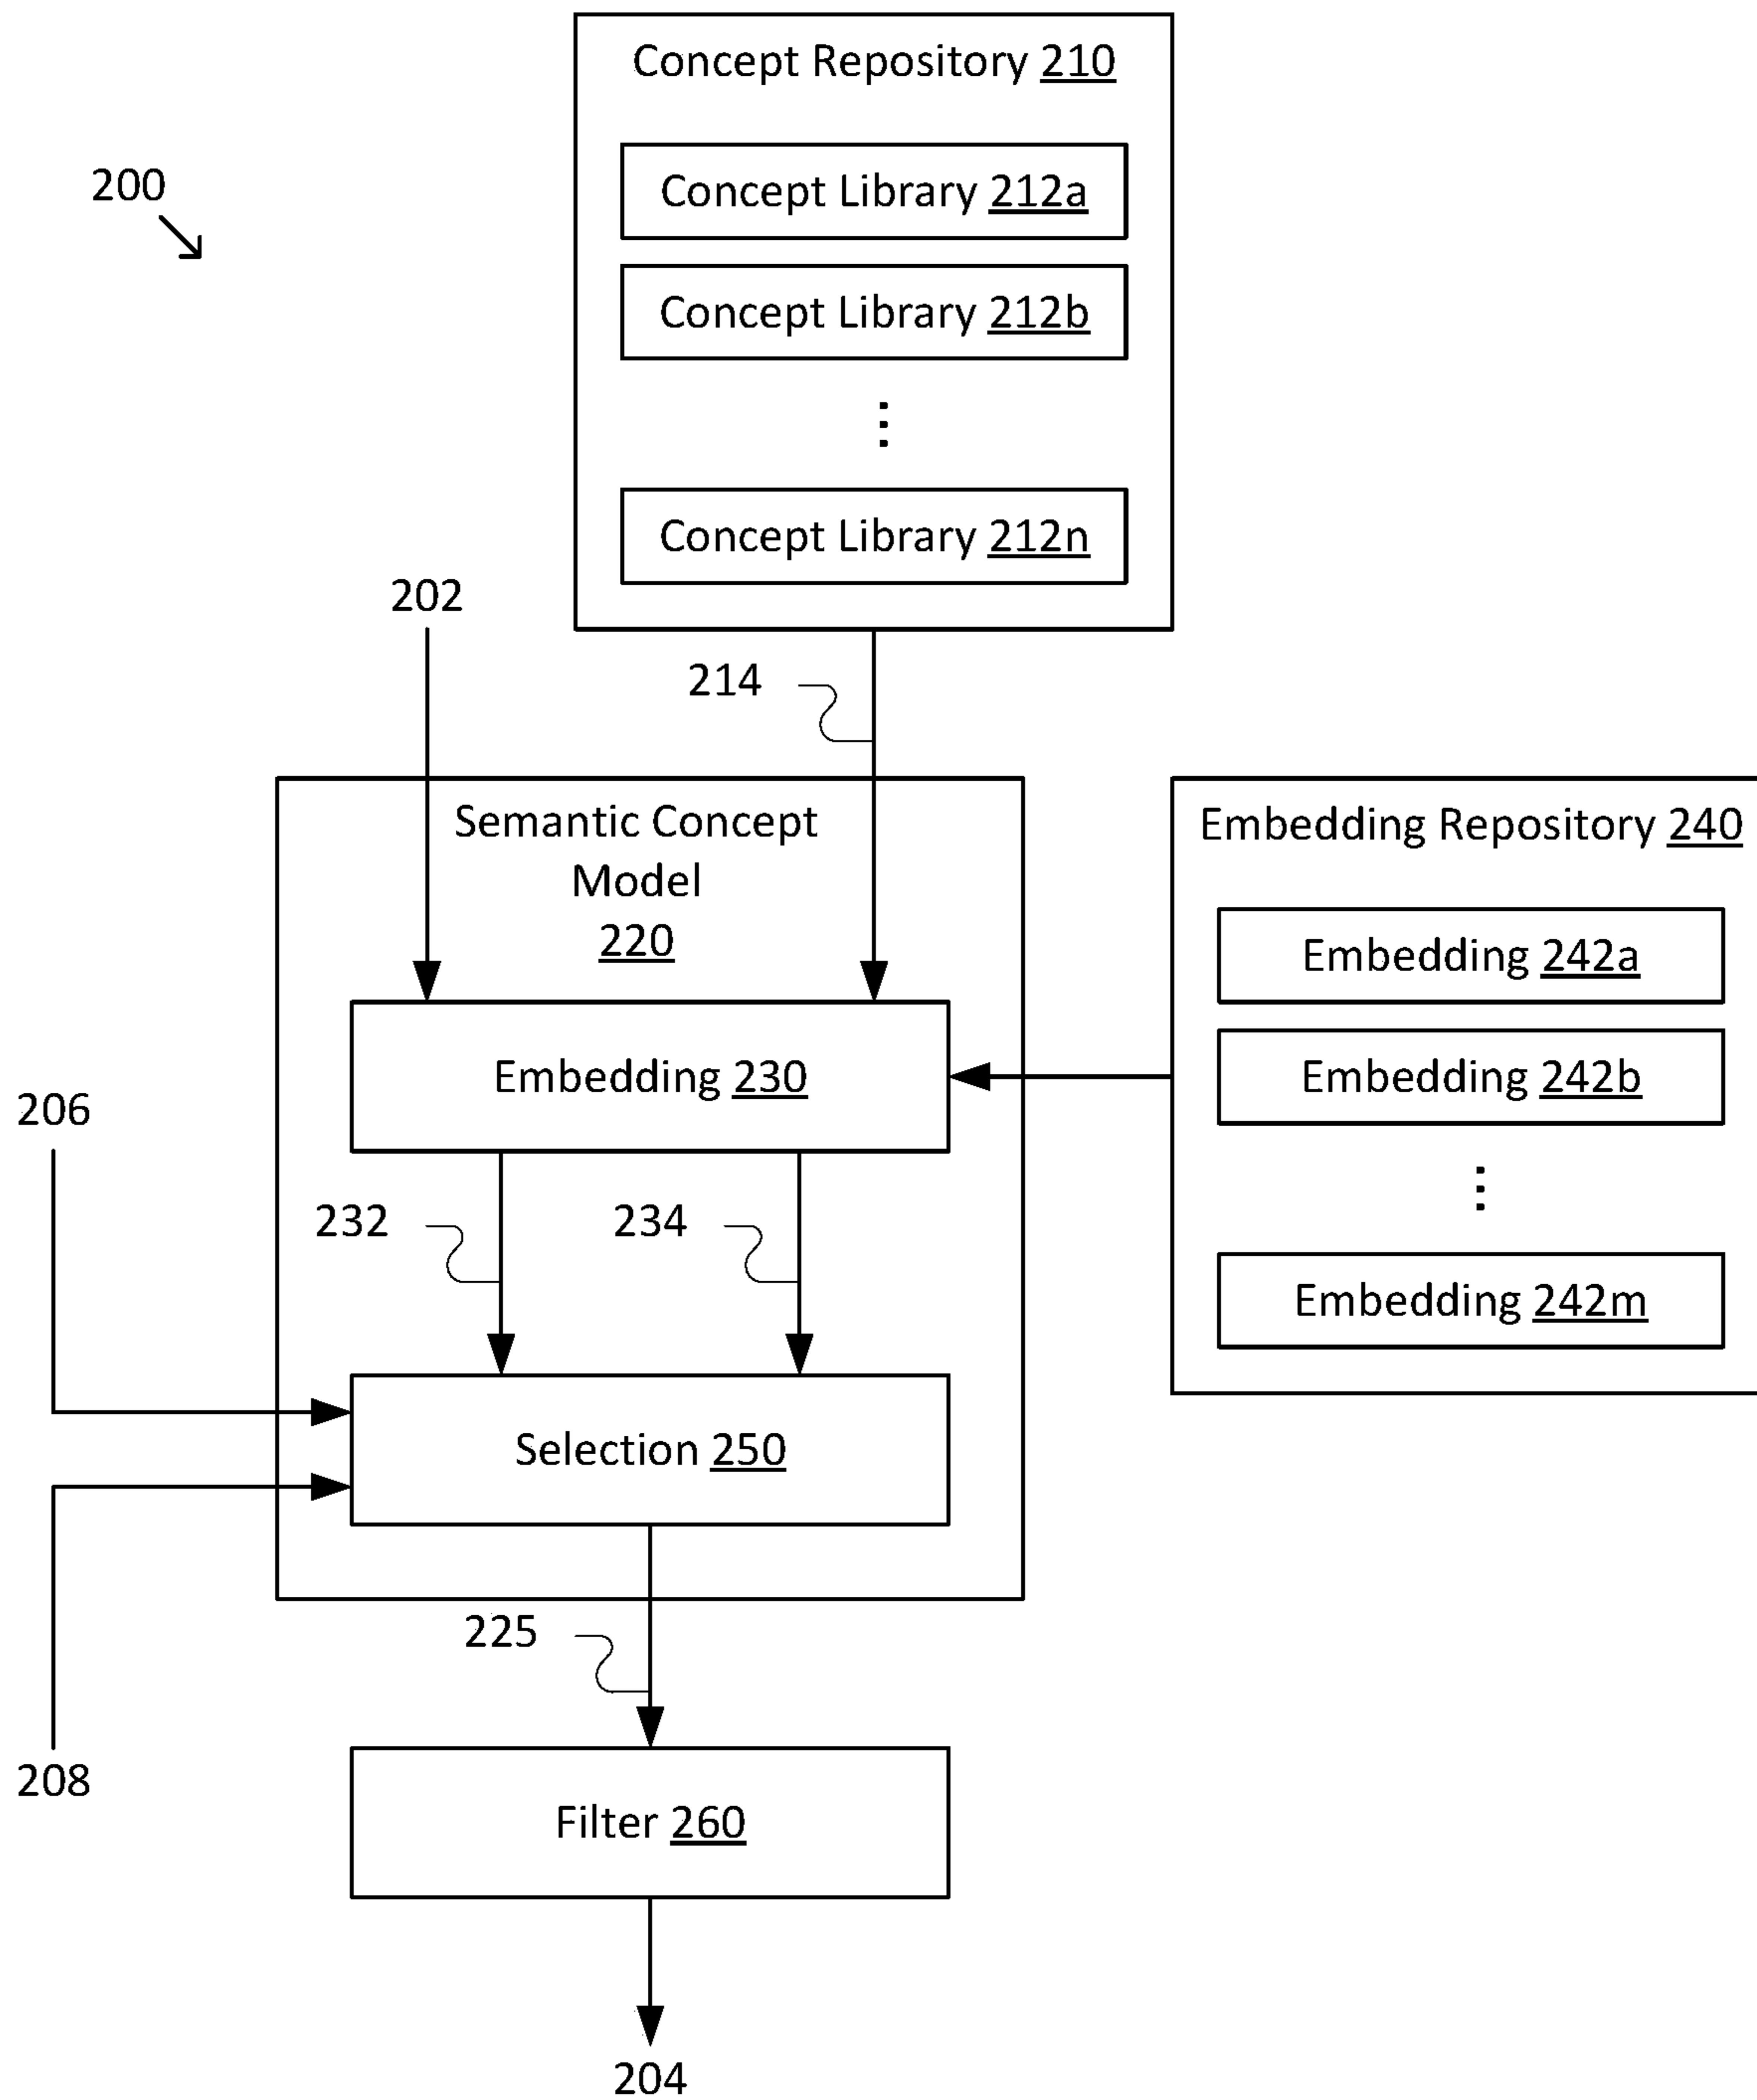 Concept Repository 210
200
Concept Library 212a
Concept Library 212b
⋮
Concept Library 212n
202
214
Semantic Concept
Model
220
Embedding Repository 240
Embedding 242a
Embedding 230
Embedding 242b
206
⋮
232
234
Embedding 242m
Selection 250
225
208
Filter 260
204